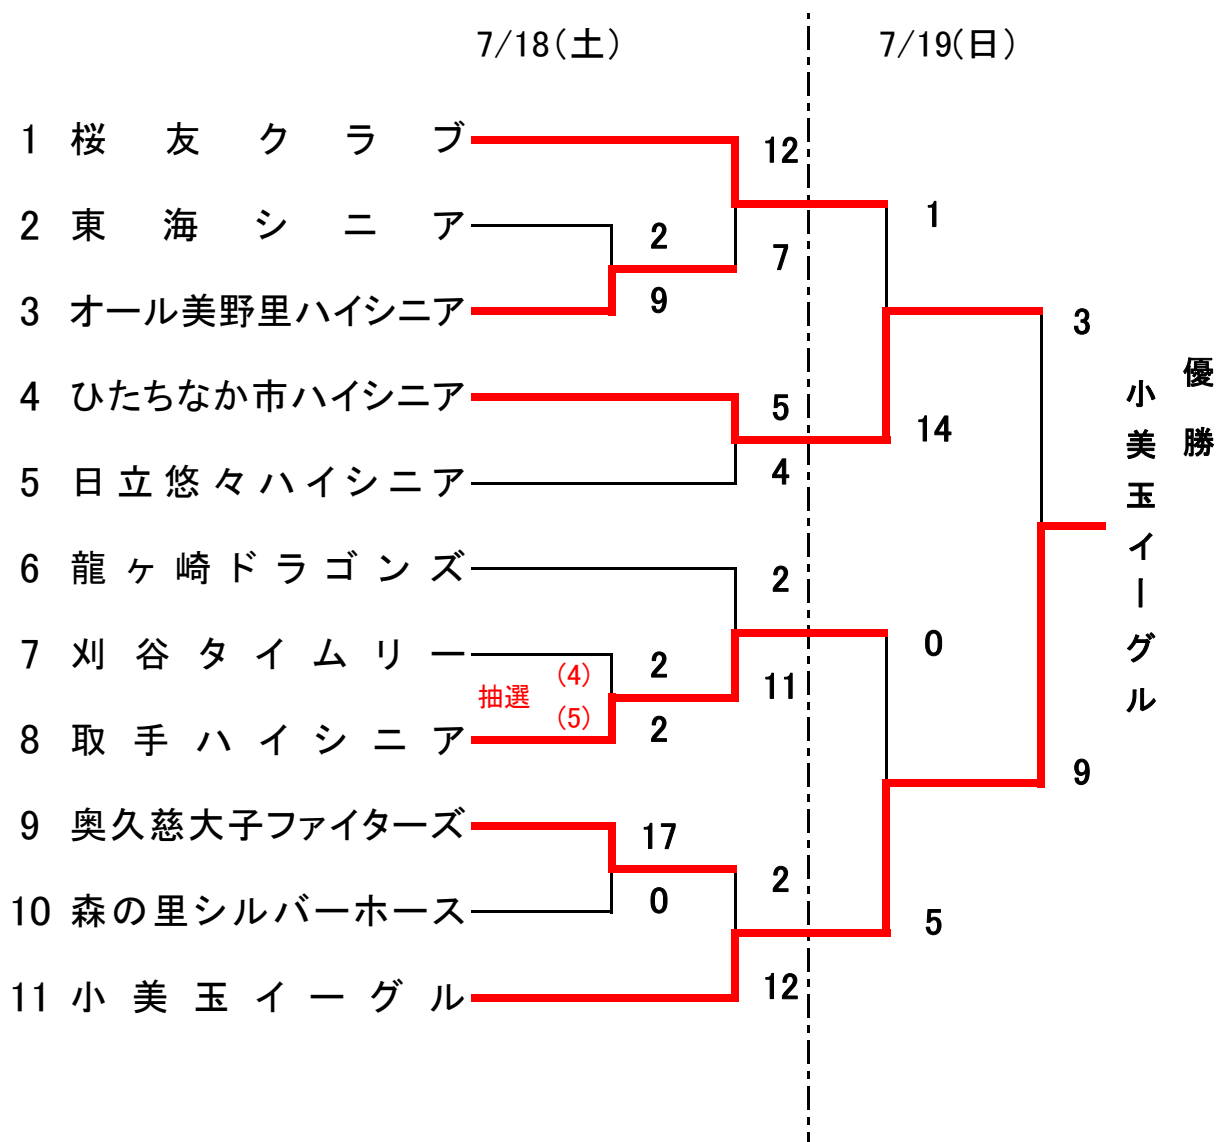 7/18(土) 7/19(日)
1 桜友クラブ
12
1
2 東海シニア
2
7
9
3 オール美野里ハイシニア
3
優勝
小美玉イーグル
4 ひたちなか市ハイシニア
5
14
4
5 日立悠々ハイシニア
6 龍ヶ崎ドラゴンズ
2
0
7 刈谷タイムリー
2
抽選 (4)
(5)
11
2
8 取手ハイシニア
9
9 奥久慈大子ファイターズ
17
2
0
5
10 森の里シルバーホース
12
11 小美玉イーグル